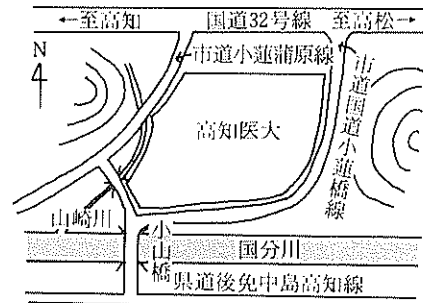 ←至高知 国道32号線 至高松→
N
市道小蓮蒲原線
市道国道小蓮橋線
高知医大
山崎川
小山橋
国分川
県道後免中島高知線